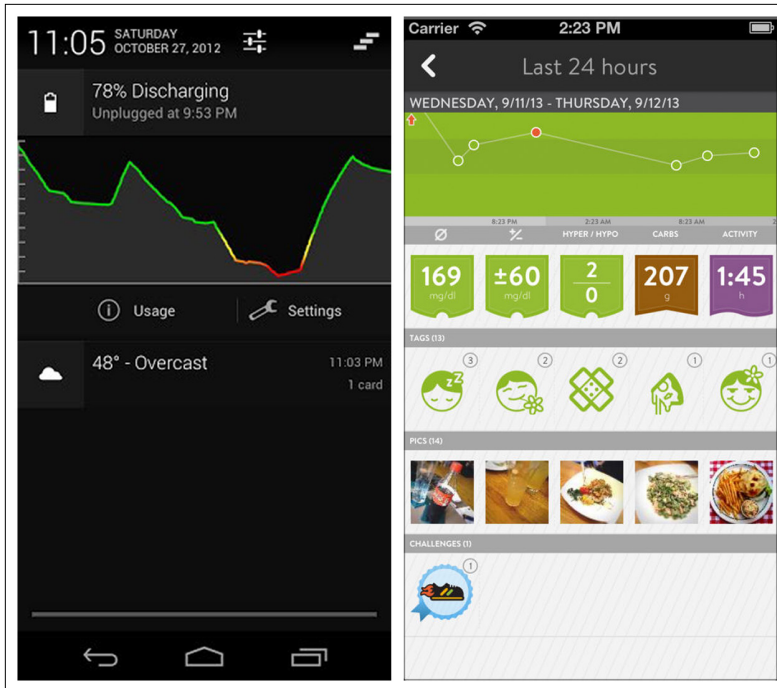 11:05 SATURDAY
OCTOBER 27, 2012
78% Discharging
Unplugged at 9:53 PM
Usage
Settings
48° - Overcast
11:03 PM
1 card
Carrier 2:23 PM
Last 24 hours
WEDNESDAY, 9/11/13 - THURSDAY, 9/12/13
8:23 PM 2:23 AM 8:23 AM 2
Ø +/- HYPER / HYPO CARBS ACTIVITY
169 ±60 2 207 1:45
mg/dl mg/dl 0 g h
TAGS (13)
3 2 2 1 1
zZ
PICS (14)
CHALLENGES (1)
1